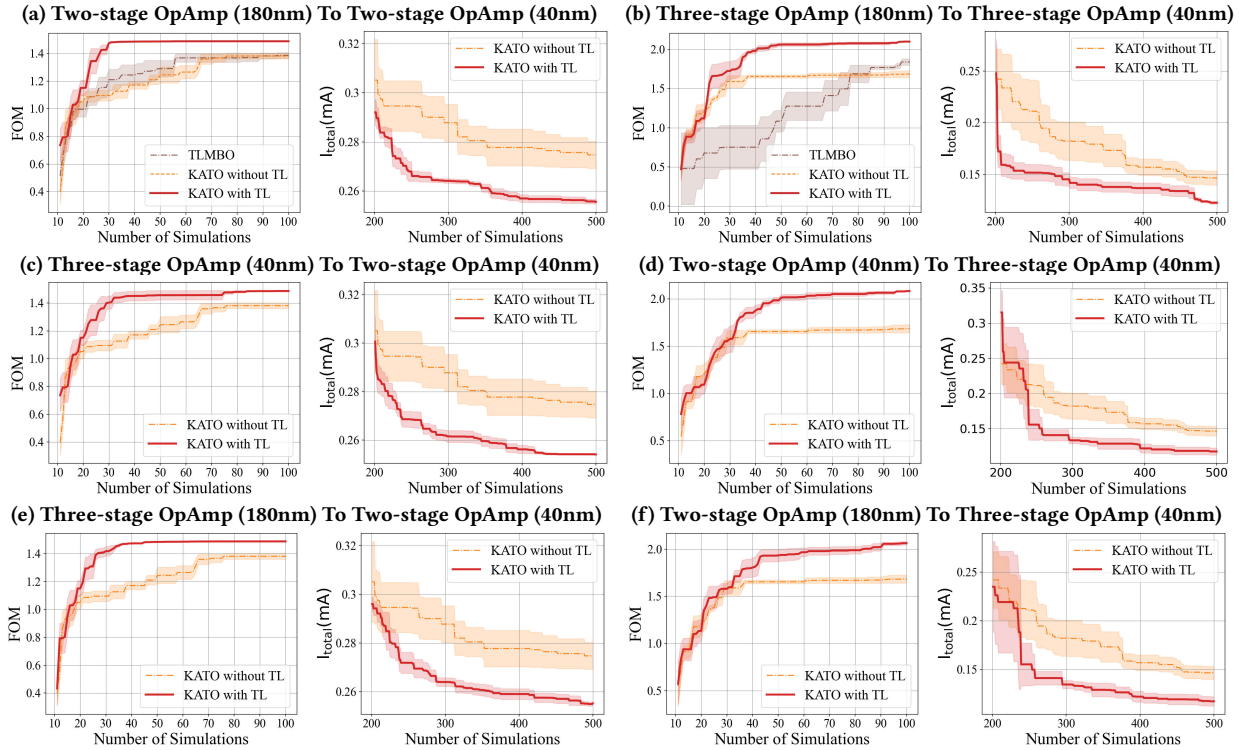 (a) Two-stage OpAmp (180nm) To Two-stage OpAmp (40nm)
FOM
1.4
1.2
1.0
0.8
0.6
0.4
TLMBO
KATO without TL
KATO with TL
10 20 30 40 50 60 70 80 90 100
Number of Simulations
I_total(mA)
0.32
0.30
0.28
0.26
KATO without TL
KATO with TL
200 300 400 500
Number of Simulations
(b) Three-stage OpAmp (180nm) To Three-stage OpAmp (40nm)
FOM
2.0
1.5
1.0
0.5
0.0
TLMBO
KATO without TL
KATO with TL
10 20 30 40 50 60 70 80 90 100
Number of Simulations
I_total(mA)
0.25
0.20
0.15
KATO without TL
KATO with TL
200 300 400 500
Number of Simulations
(c) Three-stage OpAmp (40nm) To Two-stage OpAmp (40nm)
FOM
1.4
1.2
1.0
0.8
0.6
0.4
KATO without TL
KATO with TL
10 20 30 40 50 60 70 80 90 100
Number of Simulations
I_total(mA)
0.32
0.30
0.28
0.26
KATO without TL
KATO with TL
200 300 400 500
Number of Simulations
(d) Two-stage OpAmp (40nm) To Three-stage OpAmp (40nm)
FOM
2.0
1.5
1.0
0.5
KATO without TL
KATO with TL
10 20 30 40 50 60 70 80 90 100
Number of Simulations
I_total(mA)
0.35
0.3
0.25
0.20
0.15
KATO without TL
KATO with TL
200 300 400 500
Number of Simulations
(e) Three-stage OpAmp (180nm) To Two-stage OpAmp (40nm)
FOM
1.4
1.2
1.0
0.8
0.6
0.4
KATO without TL
KATO with TL
10 20 30 40 50 60 70 80 90 100
Number of Simulations
I_total(mA)
0.32
0.30
0.28
0.26
KATO without TL
KATO with TL
200 300 400 500
Number of Simulations
(f) Two-stage OpAmp (180nm) To Three-stage OpAmp (40nm)
FOM
2.0
1.5
1.0
0.5
KATO without TL
KATO with TL
10 20 30 40 50 60 70 80 90 100
Number of Simulations
I_total(mA)
0.25
0.20
0.15
KATO without TL
KATO with TL
200 300 400 500
Number of Simulations